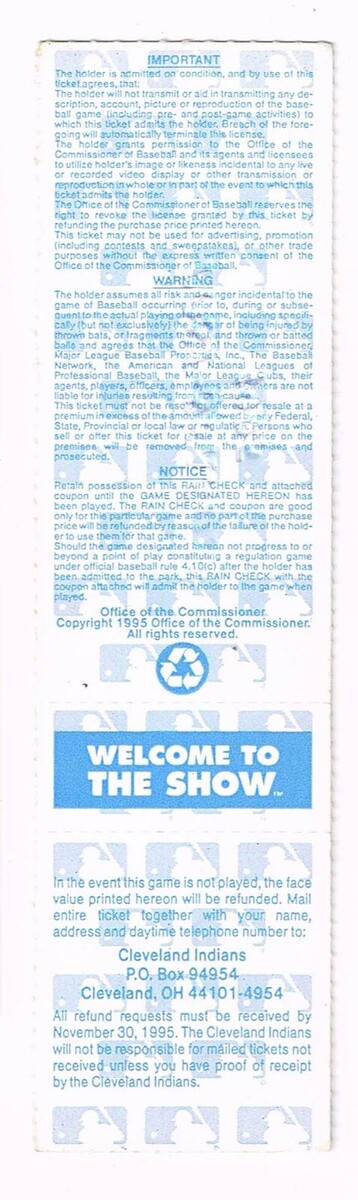 IMPORTANT
The holder is admitted on condition, and by use of this
ticket agrees, that:
The holder will not transmit or aid in transmitting any de-
scription, account, picture or reproduction of the base-
ball game (including pre- and post-game activities) to
which this ticket admits the holder. Breach of the fore-
going will automatically terminate this license.
The holder grants permission to the Office of the
Commissioner of Baseball and its agents and licensees
to utilize holder's image or likeness incidental to any live
or recorded video display or other transmission or
reproduction in whole or in part of the event to which this
ticket admits the holder.
The Office of the Commissioner of Baseball reserves the
right to revoke the license granted by this ticket by
refunding the purchase price printed hereon.
This ticket may not be used for advertising, promotion
(including contests and sweepstakes), or other trade
purposes without the express written consent of the
Office of the Commissioner of Baseball.
WARNING
The holder assumes all risk and danger incidental to the
game of Baseball occurring prior to, during or subse-
quent to the actual playing of the game, including specifi-
cally (but not exclusively) the danger of being injured by
thrown bats, or fragments thereof, and thrown or batted
balls and agrees that the Office of the Commissioner,
Major League Baseball Properties, Inc., The Baseball
Network, the American and National Leagues of
Professional Baseball, the Major League Clubs, their
agents, players, officers, employees and owners are not
liable for injuries resulting from such cause.
This ticket must not be resold or offered for resale at a
premium in excess of the amount allowed by any Federal,
State, Provincial or local law or regulation. Persons who
sell or offer this ticket for resale at any price on the
premises will be removed from the premises and
prosecuted.
NOTICE
Retain possession of this RAIN CHECK and attached
coupon until the GAME DESIGNATED HEREON has
been played. The RAIN CHECK and coupon are good
only for this particular game and no part of the purchase
price will be refunded by reason of the failure of the hold-
er to use them for that game.
Should the game designated hereon not progress to or
beyond a point of play constituting a regulation game
under official baseball rule 4.10(c) after the holder has
been admitted to the park, this RAIN CHECK with the
coupon attached will admit the holder to the game when
played.
Office of the Commissioner
Copyright 1995 Office of the Commissioner.
All rights reserved.
WELCOME TO
THE SHOW™
In the event this game is not played, the face
value printed hereon will be refunded. Mail
entire ticket together with your name,
address and daytime telephone number to:
Cleveland Indians
P.O. Box 94954
Cleveland, OH 44101-4954
All refund requests must be received by
November 30, 1995. The Cleveland Indians
will not be responsible for mailed tickets not
received unless you have proof of receipt
by the Cleveland Indians.